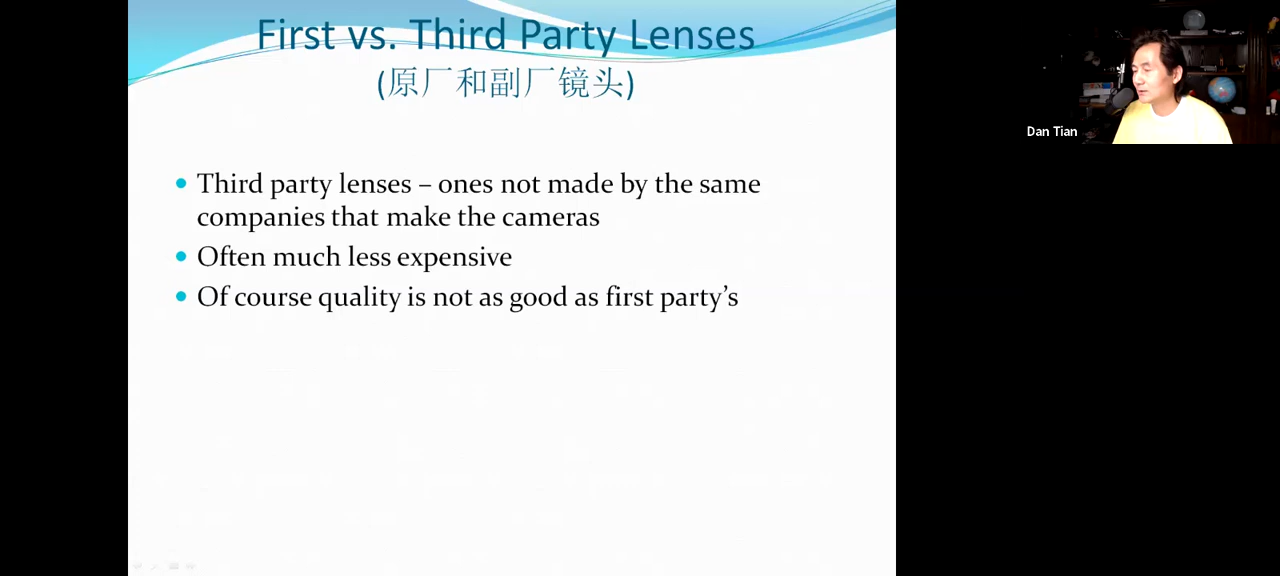 First vs. Third Party Lenses
(原厂和副厂镜头)
Third party lenses – ones not made by the same
companies that make the cameras
Often much less expensive
Of course quality is not as good as first party’s
Dan Tian